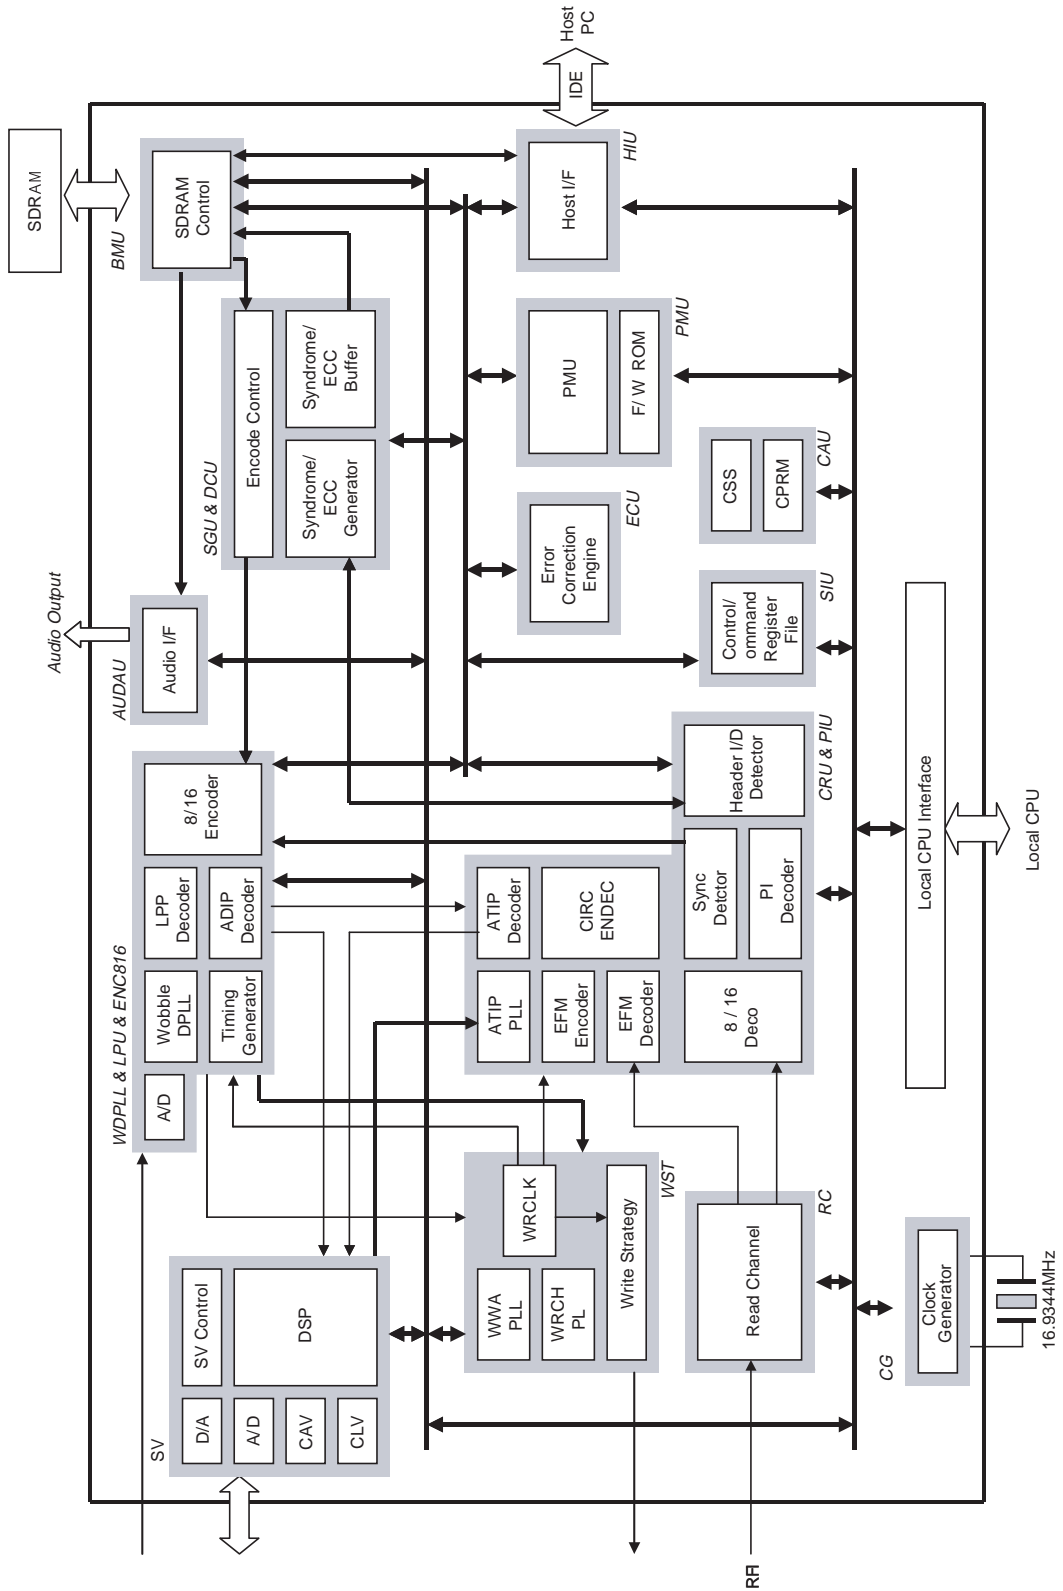 SDRAM
BMU
SDRAM
Control
Host
PC
IDE
HIU
Host I/F
SGU & DCU
Encode Control
Syndrome/
ECC
Buffer
Syndrome/
ECC
Generator
PMU
PMU
F/ W ROM
CAU
CSS
CPRM
ECU
Error
Correction
Engine
SIU
Control/
ommand
Register
File
Audio Output
AUDAU
Audio I/F
WDPLL & LPU & ENC816
8/16
Encoder
LPP
Decoder
ADIP
Decoder
Wobble
DPLL
Timing
Generator
A/D
CRU & PIU
Header I/D
Detector
Sync
Detctor
PI
Decoder
8 / 16
Deco
ATIP
Decoder
CIRC
ENDEC
ATIP
PLL
EFM
Encoder
EFM
Decoder
Local CPU Interface
Local CPU
SV
SV Control
DSP
D/A
A/D
CAV
CLV
WST
WRCLK
WWA
PLL
WRCH
PL
Write Strategy
RC
Read Channel
RFI
CG
Clock
Generator
16.9344MHz